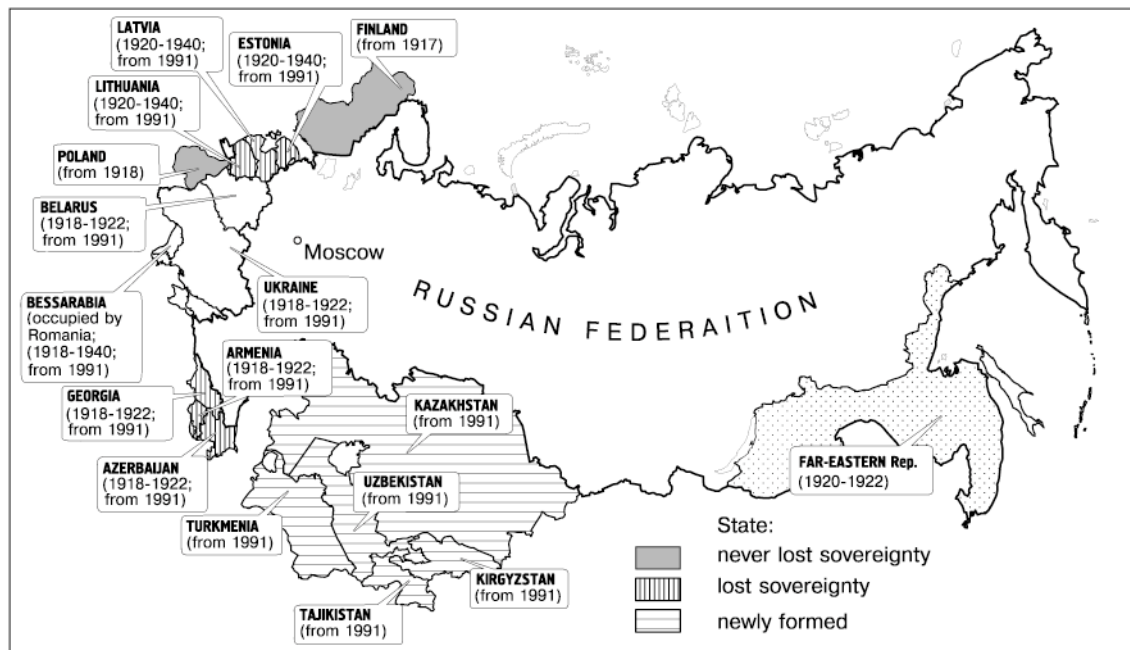 LATVIA
(1920-1940;
from 1991)
ESTONIA
(1920-1940;
from 1991)
FINLAND
(from 1917)
LITHUANIA
(1920-1940;
from 1991)
POLAND
(from 1918)
BELARUS
(1918-1922;
from 1991)
Moscow
BESSARABIA
(occupied by
Romania;
(1918-1940;
from 1991)
UKRAINE
(1918-1922;
from 1991)
RUSSIAN FEDERAITION
ARMENIA
(1918-1922;
from 1991)
GEORGIA
(1918-1922;
from 1991)
KAZAKHSTAN
(from 1991)
AZERBAIJAN
(1918-1922;
from 1991)
UZBEKISTAN
(from 1991)
FAR-EASTERN Rep.
(1920-1922)
TURKMENIA
(from 1991)
KIRGYZSTAN
(from 1991)
TAJIKISTAN
(from 1991)
State:
never lost sovereignty
lost sovereignty
newly formed